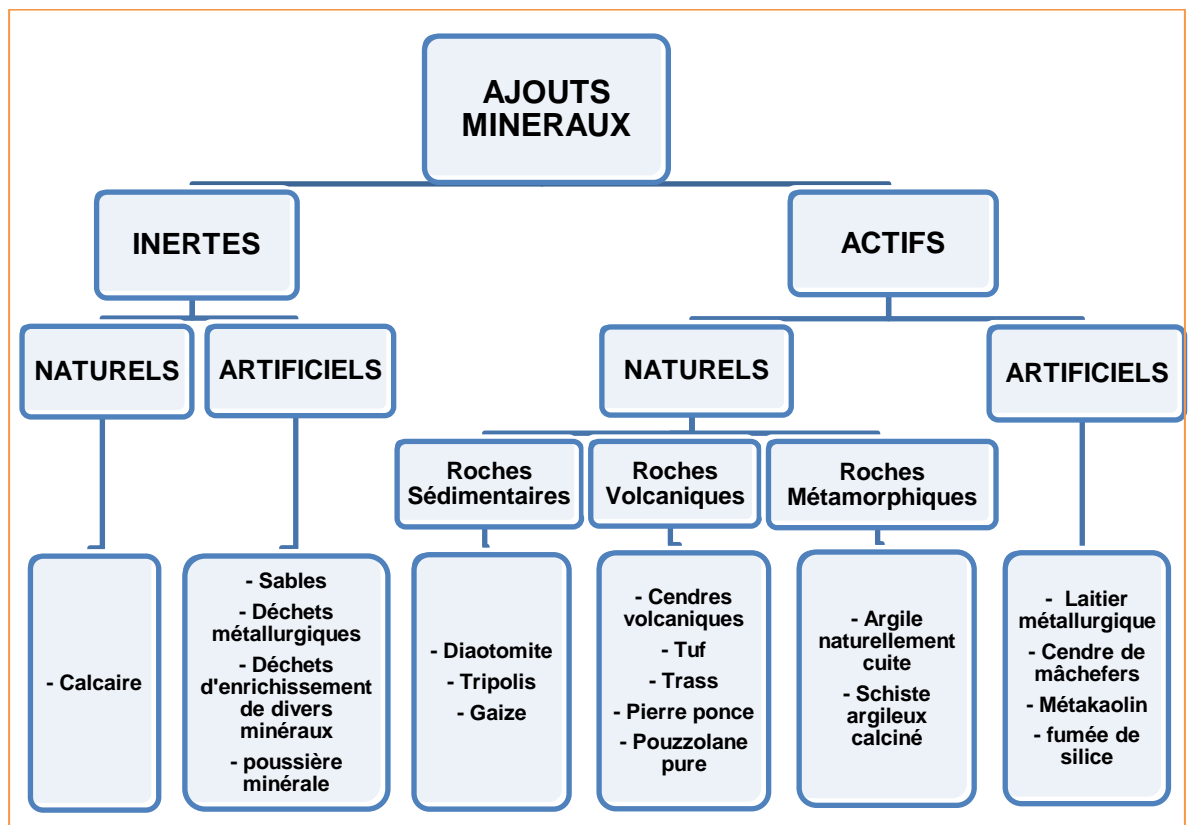 AJOUTS
MINERAUX
INERTES
ACTIFS
NATURELS
ARTIFICIELS
NATURELS
ARTIFICIELS
Roches
Sédimentaires
Roches
Volcaniques
Roches
Métamorphiques
- Calcaire
- Sables
- Déchets
métallurgiques
- Déchets
d'enrichissement
de divers
minéraux
- poussière
minérale
- Diaotomite
- Tripolis
- Gaize
- Cendres
volcaniques
- Tuf
- Trass
- Pierre ponce
- Pouzzolane
pure
- Argile
naturellement
cuite
- Schiste
argileux
calciné
- Laitier
métallurgique
- Cendre de
mâchefers
- Métakaolin
- fumée de
silice